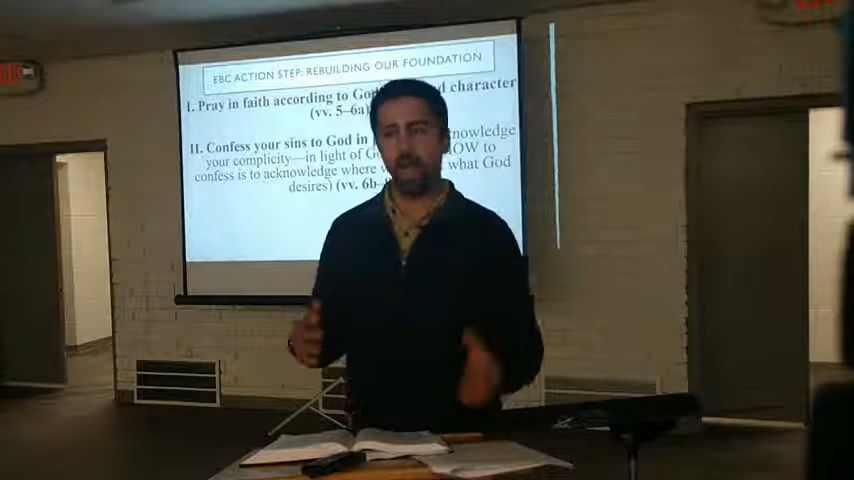 EBC ACTION STEP: REBUILDING OUR FOUNDATION
I. Pray in faith according to God character
(vv. 5–6a)
II. Confess your sins to God in knowledge
your complicity—in light of HOW to
confess is to acknowledge where what God
desires) (vv. 6b–